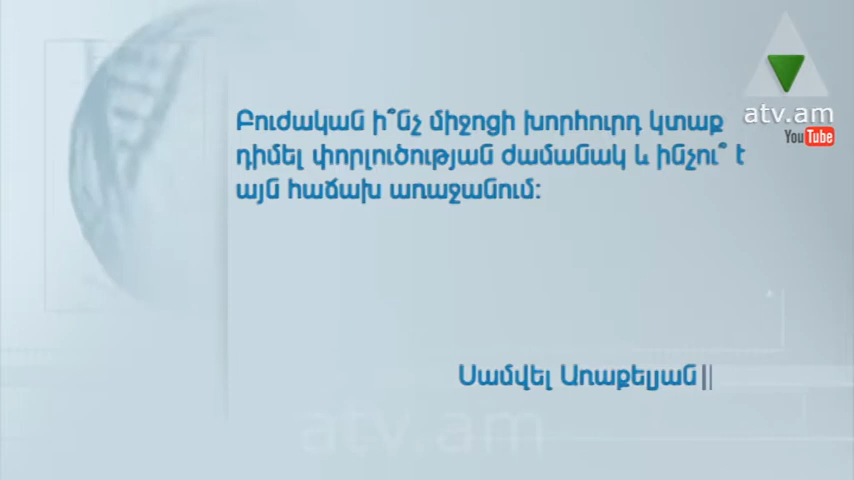 atv.am
YouTube
Բուժական ի՞նչ միջոցի խորհուրդ կտաք
դիմել փորլուծության ժամանակ և ինչու՞ է
այն հաճախ առաջանում:
Սամվել Առաքելյան
atv.am